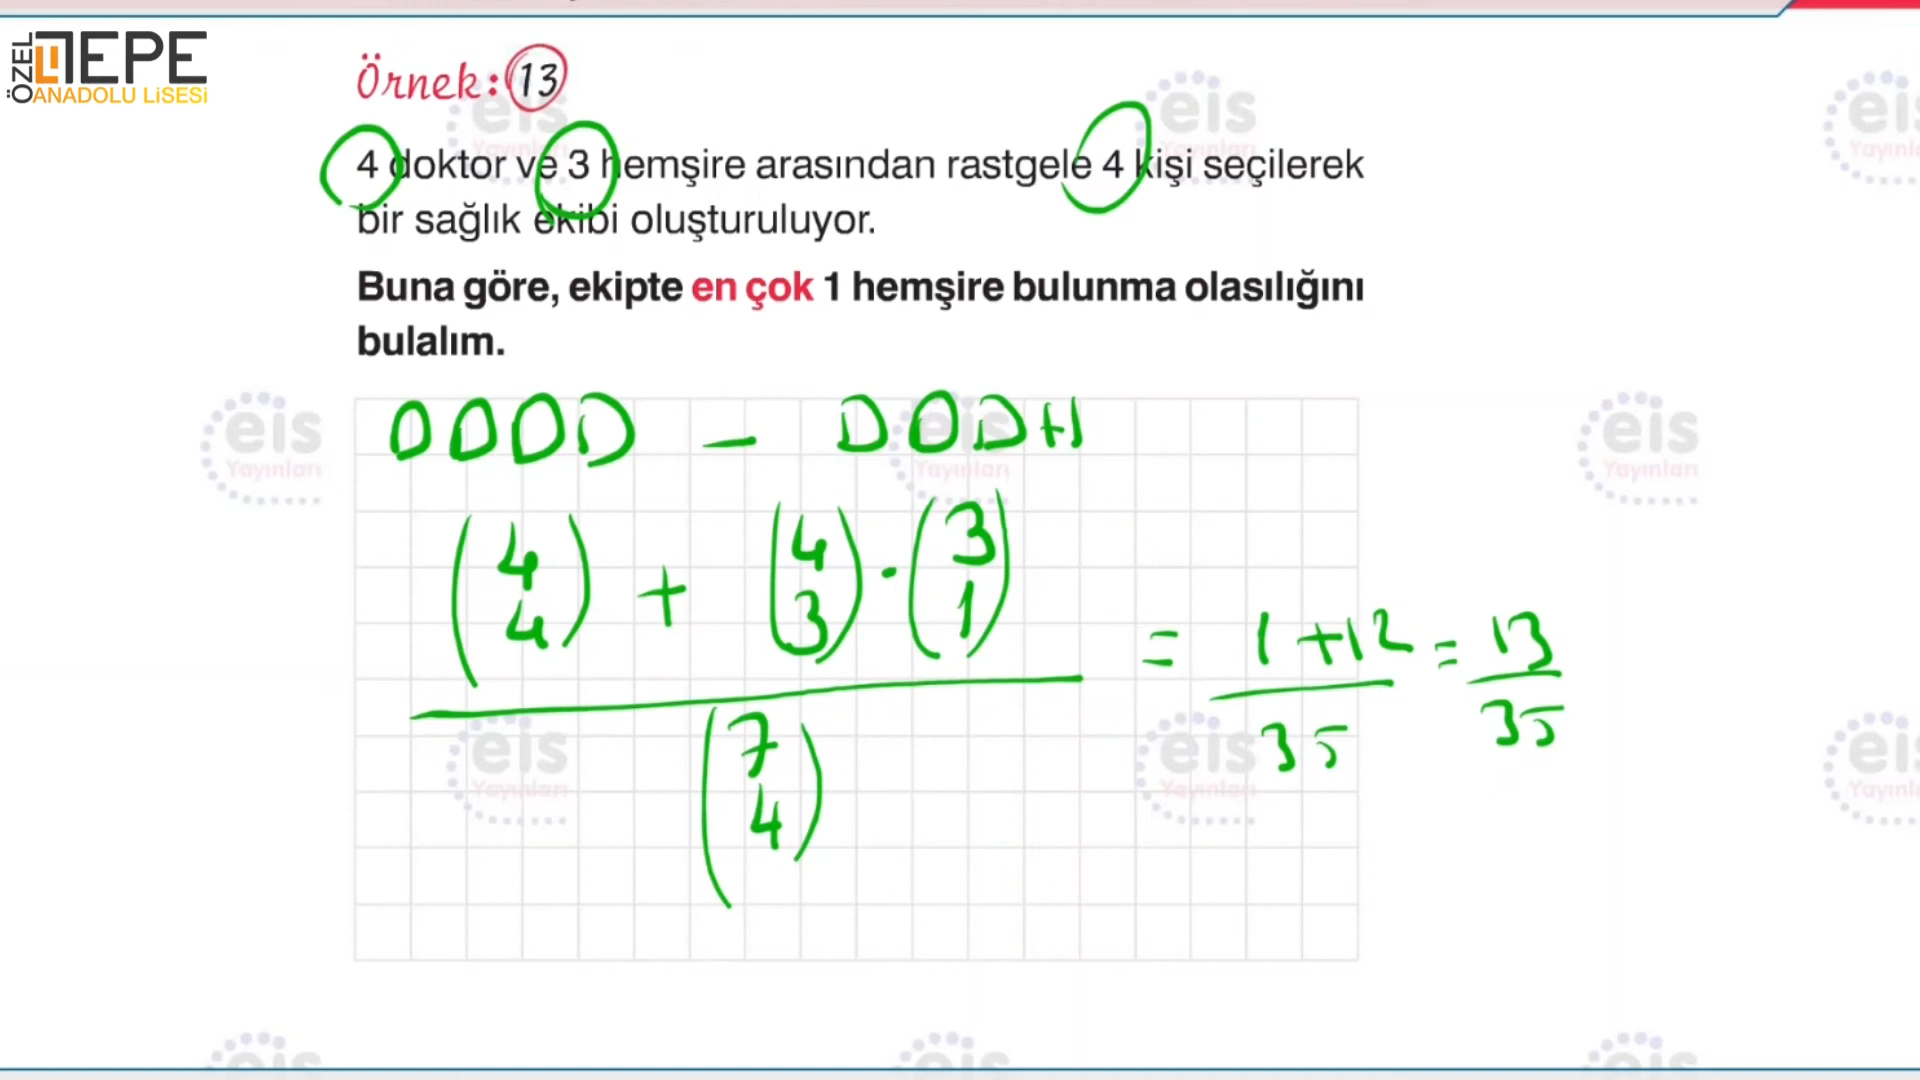 ÖZEL TEPE
ANADOLU LİSESİ
Örnek: 13
4 doktor ve 3 hemşire arasından rastgele 4 kişi seçilerek
bir sağlık ekibi oluşturuluyor.
Buna göre, ekipte en çok 1 hemşire bulunma olasılığını
bulalım.
DDDD - DDDH
(4 4) + (4 3) · (3 1)
(7 4)
= 1+12 = 13
35 35
eis
Yayınları